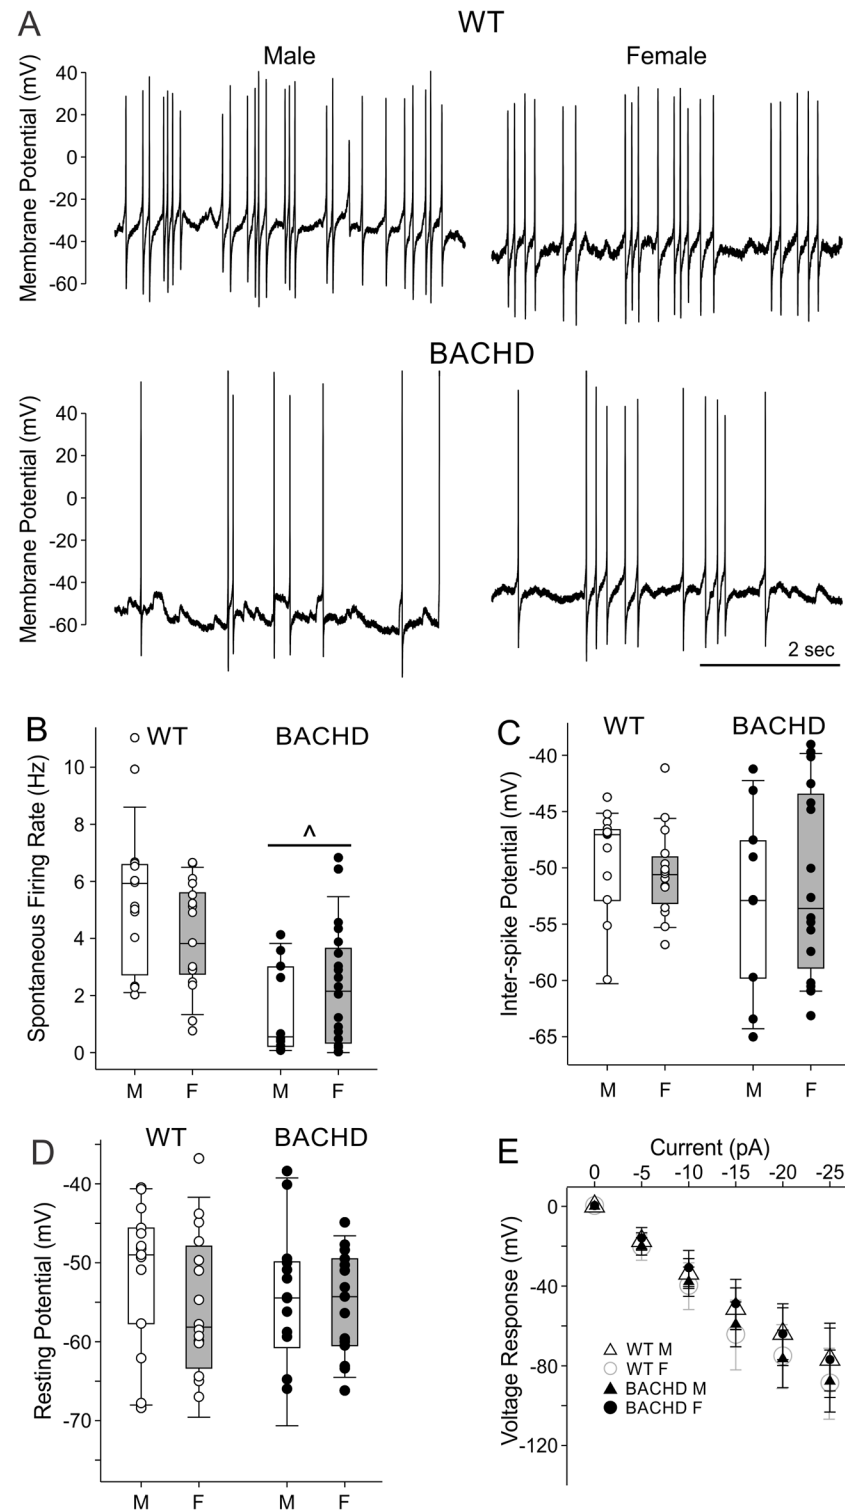 A
WT
Male
Female
Membrane Potential (mV)
40
20
0
-20
-40
-60
BACHD
Membrane Potential (mV)
40
20
0
-20
-40
-60
2 sec
B
WT
BACHD
Spontaneous Firing Rate (Hz)
10
8
6
4
2
0
^
M
F
M
F
C
WT
BACHD
Inter-spike Potential (mV)
-40
-45
-50
-55
-60
-65
M
F
M
F
D
WT
BACHD
Resting Potential (mV)
-40
-50
-60
-70
M
F
M
F
E
Current (pA)
0
-5
-10
-15
-20
-25
Voltage Response (mV)
0
-40
-80
-120
WT M
WT F
BACHD M
BACHD F